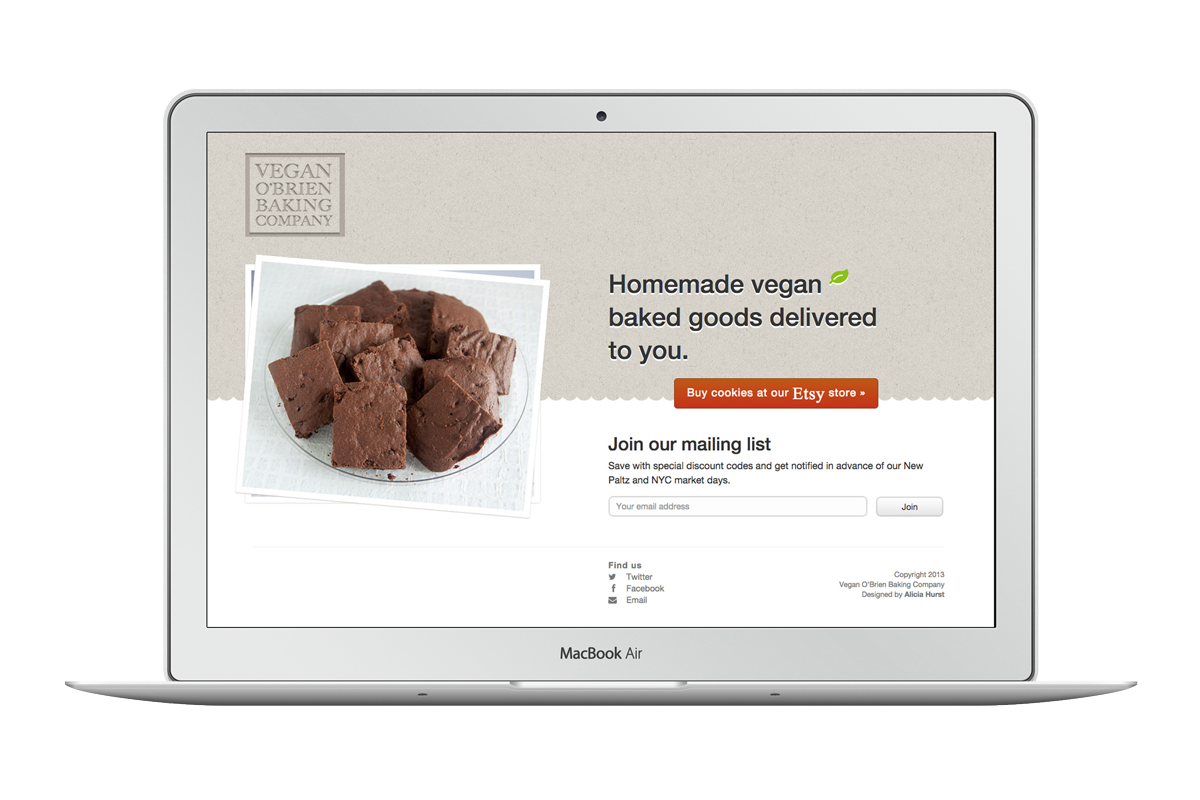 VEGAN
O'BRIEN
BAKING
COMPANY
Homemade vegan
baked goods delivered
to you.
Buy cookies at our Etsy store »
Join our mailing list
Save with special discount codes and get notified in advance of our New
Paltz and NYC market days.
Your email address
Join
Find us
Twitter
Facebook
Email
Copyright 2013
Vegan O'Brien Baking Company
Designed by Alicia Hurst
MacBook Air